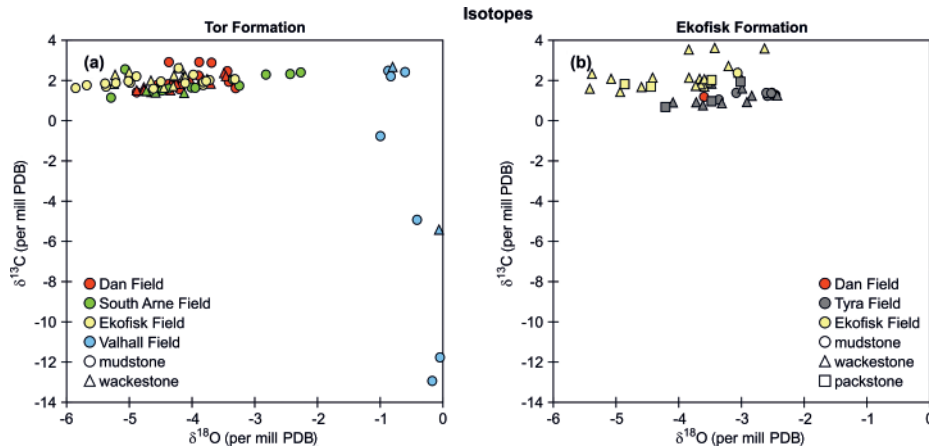 Isotopes
Tor Formation
(a)
4
2
0
-2
-4
-6
-8
-10
-12
-14
δ13C (per mill PDB)
Dan Field
South Arne Field
Ekofisk Field
Valhall Field
mudstone
wackestone
-6 -5 -4 -3 -2 -1 0
δ18O (per mill PDB)
Ekofisk Formation
(b)
4
2
0
-2
-4
-6
-8
-10
-12
-14
δ13C (per mill PDB)
Dan Field
Tyra Field
Ekofisk Field
mudstone
wackestone
packstone
-6 -5 -4 -3 -2 -1 0
δ18O (per mill PDB)